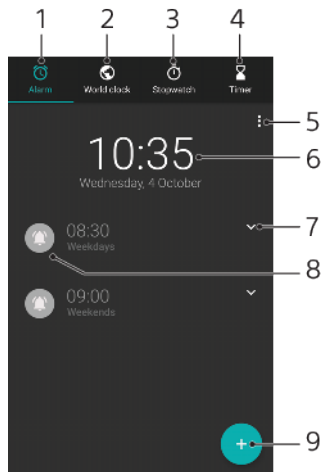 1 2 3 4
Alarm World clock Stopwatch Timer
5
10:35 6
Wednesday, 4 October
08:30 7
Weekdays
8
09:00
Weekends
+ 9